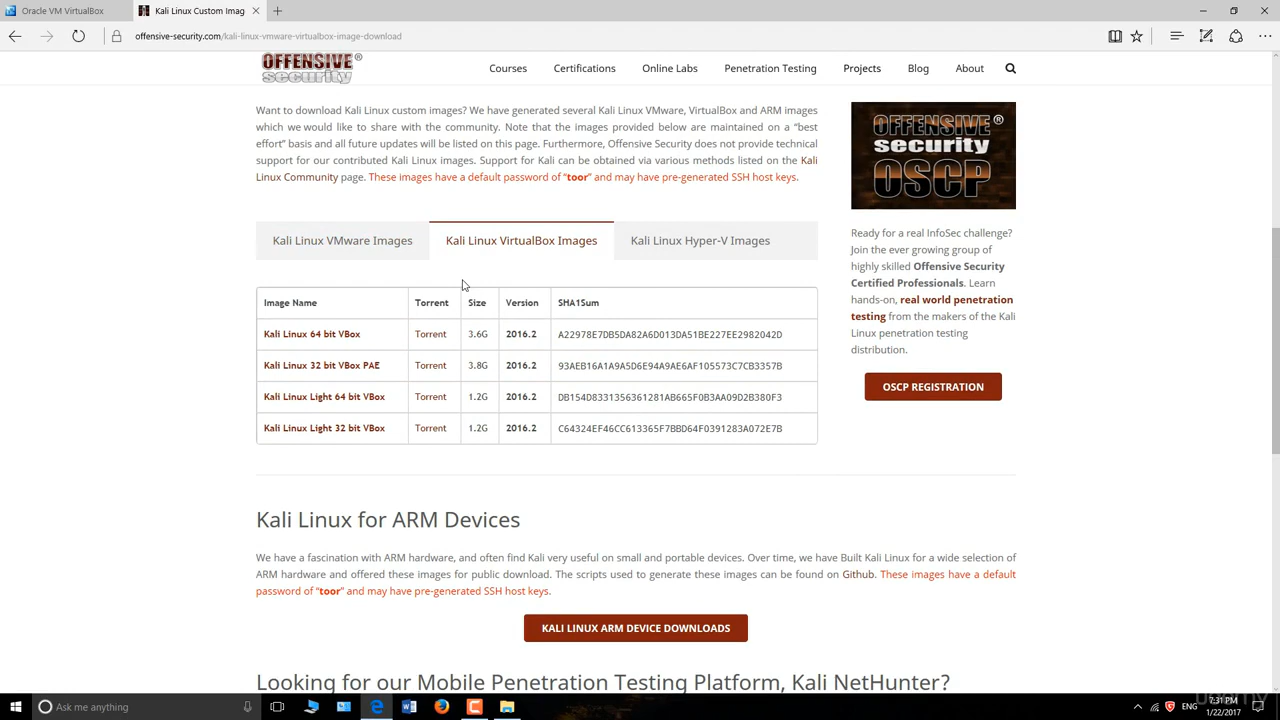 Oracle VM VirtualBox
Kali Linux Custom Imag
offensive-security.com/kali-linux-vmware-virtualbox-image-download
OFFENSIVE®
security
Courses Certifications Online Labs Penetration Testing Projects Blog About
Want to download Kali Linux custom images? We have generated several Kali Linux VMware, VirtualBox and ARM images
which we would like to share with the community. Note that the images provided below are maintained on a “best
effort” basis and all future updates will be listed on this page. Furthermore, Offensive Security does not provide technical
support for our contributed Kali Linux images. Support for Kali can be obtained via various methods listed on the Kali
Linux Community page. These images have a default password of “toor” and may have pre-generated SSH host keys.
Kali Linux VMware Images Kali Linux VirtualBox Images Kali Linux Hyper-V Images
Image Name Torrent Size Version SHA1Sum
Kali Linux 64 bit VBox Torrent 3.6G 2016.2 A22978E7DB5DA82A6D013DA51BE227EE2982042D
Kali Linux 32 bit VBox PAE Torrent 3.8G 2016.2 93AEB16A1A9A5D6E94A9AE6AF105573C7CB3357B
Kali Linux Light 64 bit VBox Torrent 1.2G 2016.2 DB154D8331356361281AB665F0B3AA09D2B380F3
Kali Linux Light 32 bit VBox Torrent 1.2G 2016.2 C64324EF46CC613365F7BBD64F0391283A072E7B
OFFENSIVE®
security
OSCP
Ready for a real InfoSec challenge?
Join the ever growing group of
highly skilled Offensive Security
Certified Professionals. Learn
hands-on, real world penetration
testing from the makers of the Kali
Linux penetration testing
distribution.
OSCP REGISTRATION
Kali Linux for ARM Devices
We have a fascination with ARM hardware, and often find Kali very useful on small and portable devices. Over time, we have Built Kali Linux for a wide selection of
ARM hardware and offered these images for public download. The scripts used to generate these images can be found on Github. These images have a default
password of “toor” and may have pre-generated SSH host keys.
KALI LINUX ARM DEVICE DOWNLOADS
Looking for our Mobile Penetration Testing Platform, Kali NetHunter?
Ask me anything
ENG
7:31 PM
1/22/2017
udemy